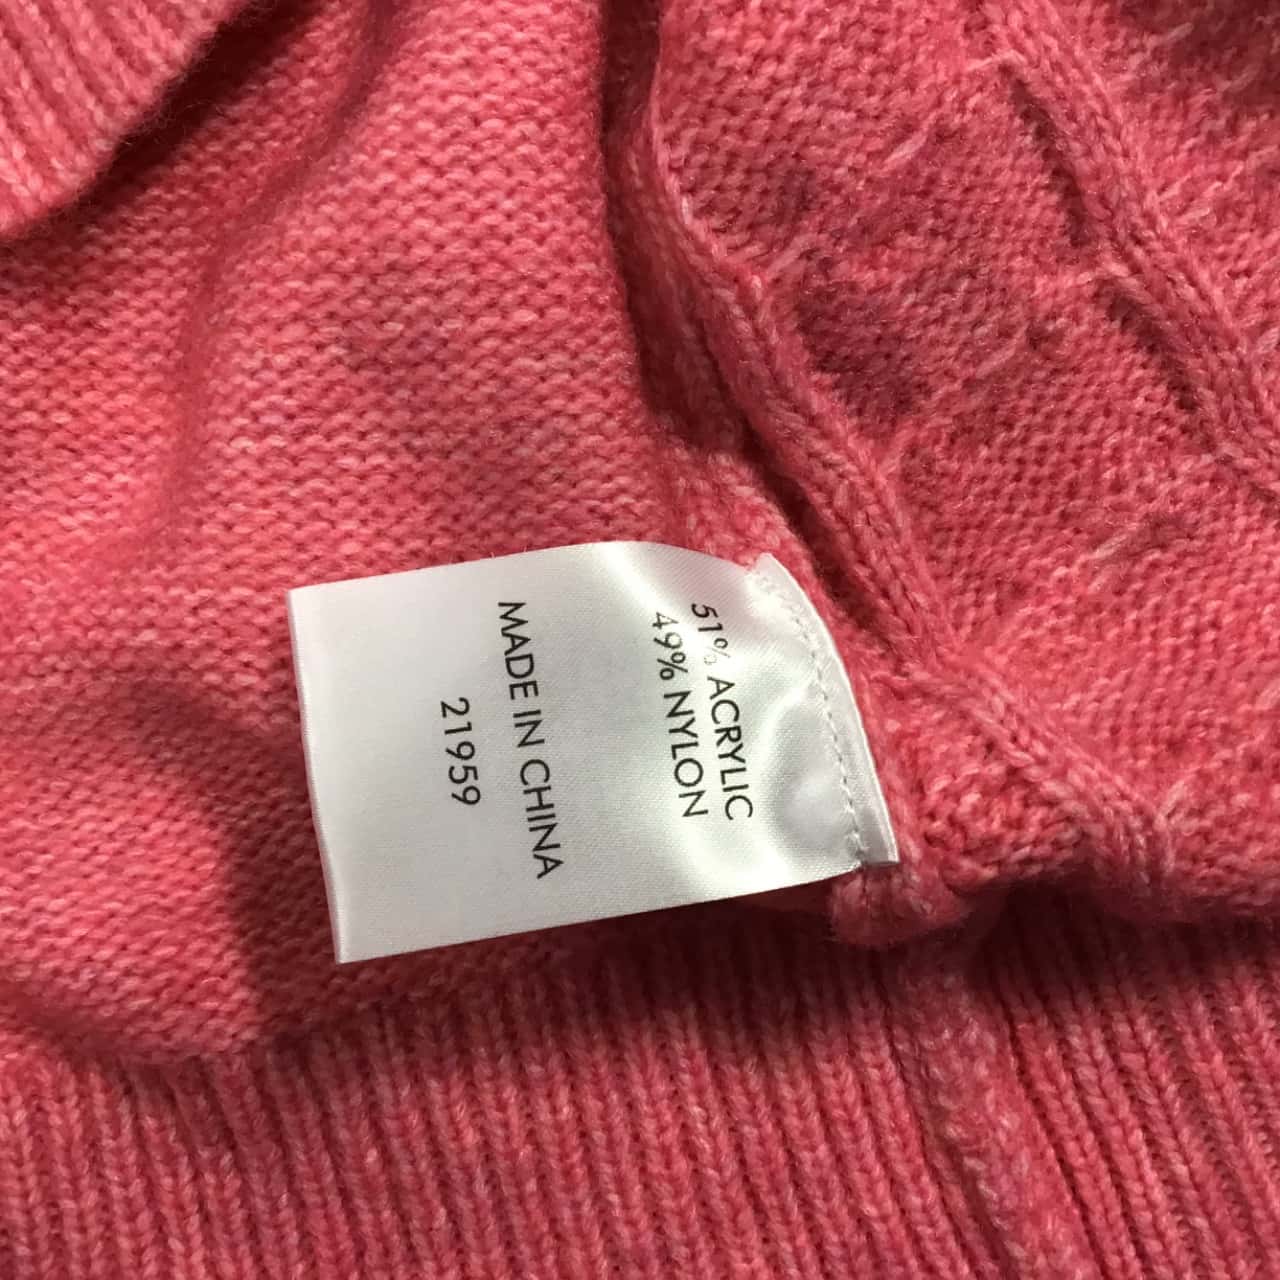 51% ACRYLIC
49% NYLON
MADE IN CHINA
21959